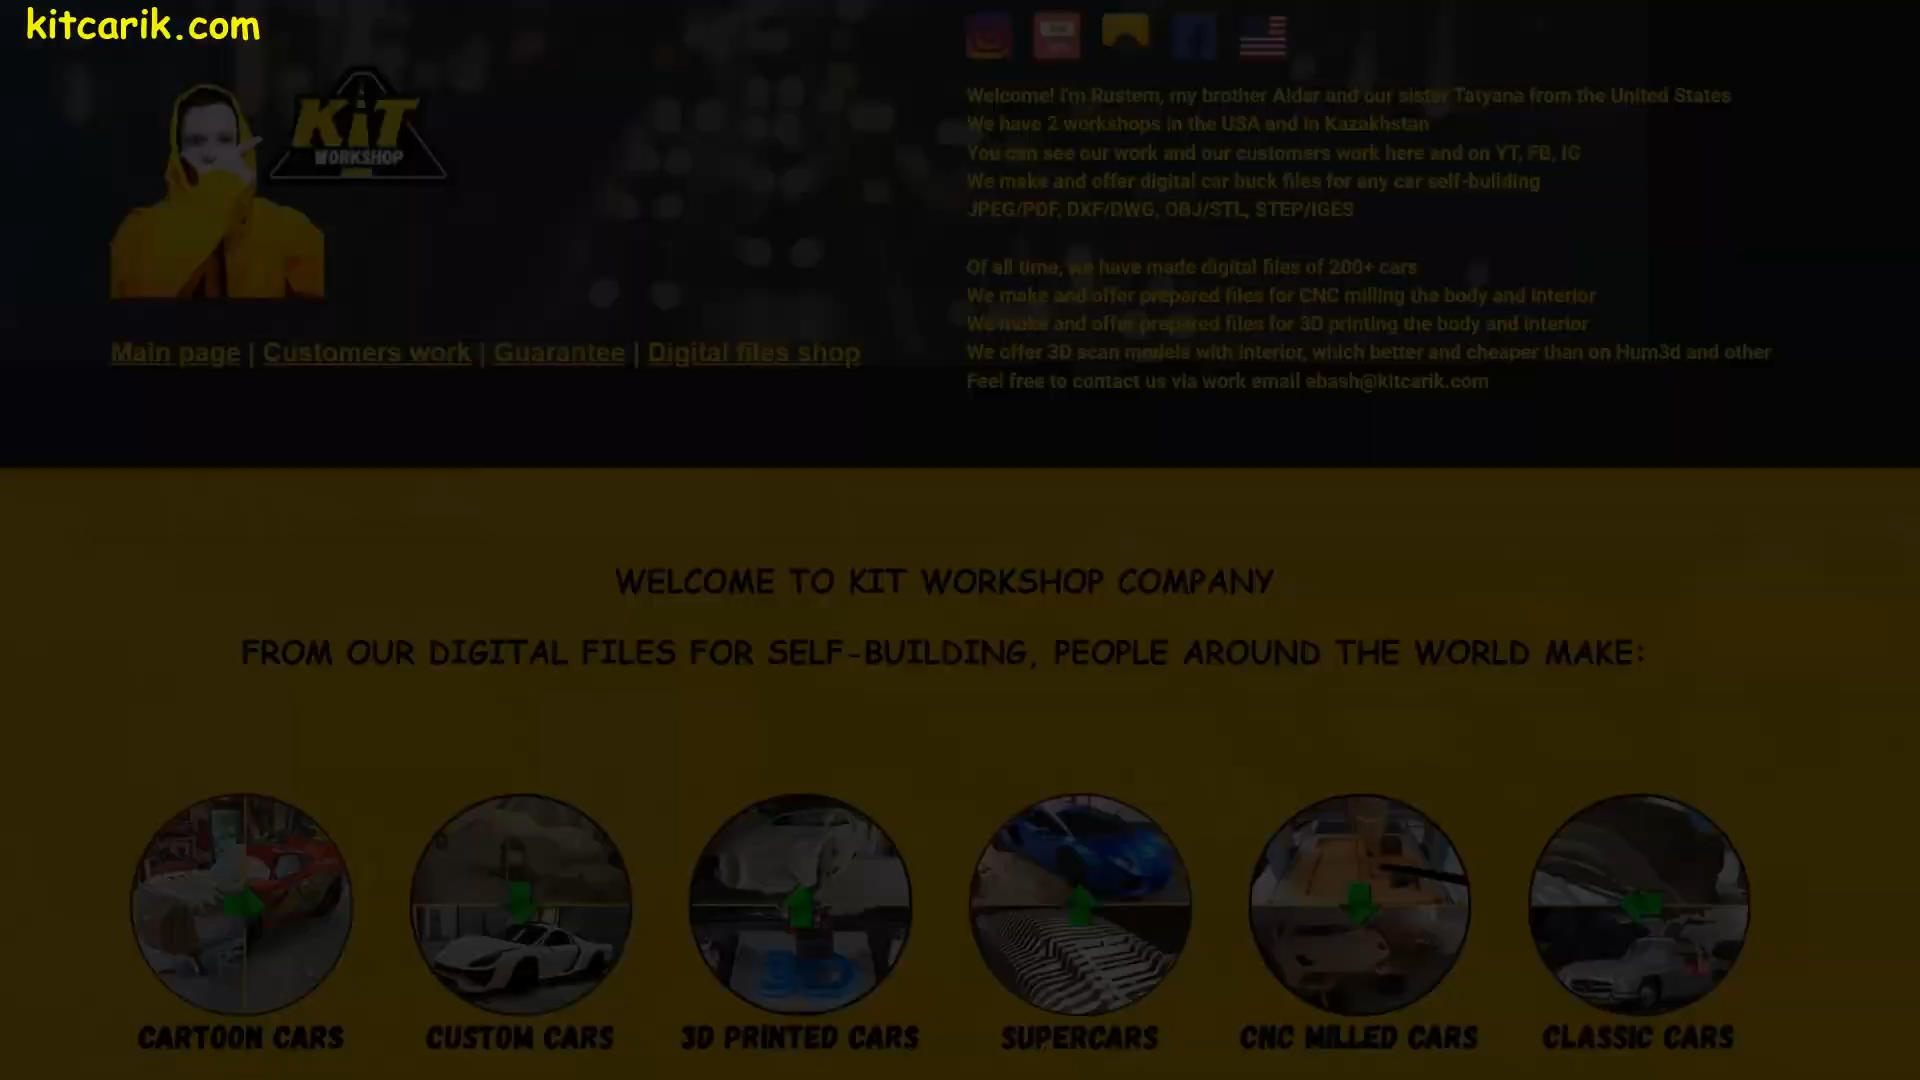 kitcarik.com
KiT
WORKSHOP
Main page | Customers work | Guarantee | Digital files shop
Welcome! I'm Rustem, my brother Aidar and our sister Tatyana from the United States
We have 2 workshops in the USA and in Kazakhstan
You can see our work and our customers work here and on YT, FB, IG
We make and offer digital car buck files for any car self-building
JPEG/PDF, DXF/DWG, OBJ/STL, STEP/IGES
Of all time, we have made digital files of 200+ cars
We make and offer prepared files for CNC milling the body and interior
We make and offer prepared files for 3D printing the body and interior
We offer 3D scan models with interior, which better and cheaper than on Hum3d and other
Feel free to contact us via work email ebash@kitcarik.com
WELCOME TO KIT WORKSHOP COMPANY
FROM OUR DIGITAL FILES FOR SELF-BUILDING, PEOPLE AROUND THE WORLD MAKE:
CARTOON CARS
CUSTOM CARS
3D PRINTED CARS
SUPERCARS
CNC MILLED CARS
CLASSIC CARS